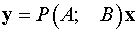 y = P(A; B)x